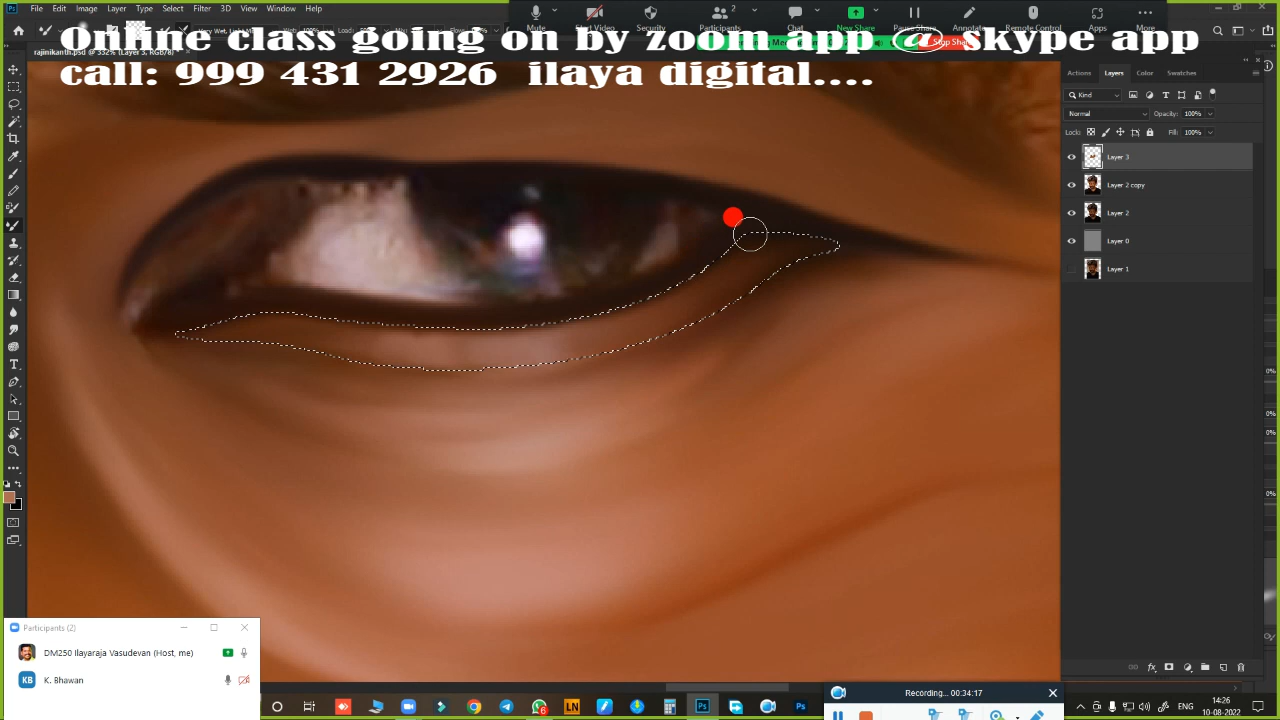 File Edit Image Layer Type Select Filter 3D View Window Help
Mute Start Video Security Participants 2 Chat New Share Pause Share Annotate Remote Control Apps More
Online class going on by zoom app @ skype app
Stop Share
rajinikanth.psd @ 332% (Layer 3, RGB/8)
call: 999 431 2926 ilaya digital....
Actions Layers Color Swatches
Kind
Normal Opacity: 100%
Lock: Fill: 100%
Layer 3
Layer 2 copy
Layer 2
Layer 0
Layer 1
Participants (2)
DM250 Ilayaraja Vasudevan (Host, me)
KB K. Bhawan
Recording... 00:34:17
14:26
ENG
10-08-2022